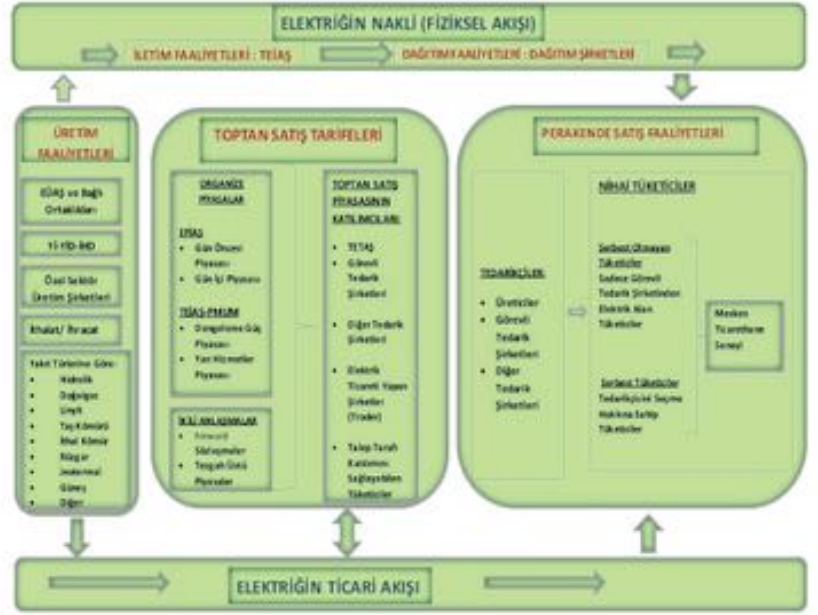 ELEKTRİĞİN NAKLİ (FİZİKSEL AKIŞI)
İLETİM FAALİYETLERİ : TEİAŞ
DAĞITIM FAALİYETLERİ : DAĞITIM ŞİRKETLERİ
ÜRETİM
FAALİYETLERİ
EÜAŞ ve Bağlı
Ortaklıkları
Özel Sektör
Üretim Şirketleri
İthalat/ İhracat
Yakıt Türlerine Göre:
Hidrolik
Doğalgaz
Linyit
Taş Kömürü
İthal Kömür
Rüzgar
Jeotermal
Güneş
Diğer
TOPTAN SATIŞ TARİFELERİ
ORGANİZE
PİYASALAR
EPİAŞ
Gün Öncesi
Piyasası
Gün İçi Piyasası
TEİAŞ-PMUM
Dengeleme Güç
Piyasası
Yan Hizmetler
Piyasası
İKİLİ ANLAŞMALAR
Forward
Sözleşmeler
Tezgah Üstü
Piyasalar
TOPTAN SATIŞ
PİYASASININ
KATILIMCILARI
TETAŞ
Görevli
Tedarik
Şirketleri
Diğer Tedarik
Şirketleri
Elektrik
Ticareti Yapan
Şirketler
(Trader)
Talep Tarafı
Katılımını
Sağlayabilen
Tüketiciler
PERAKENDE SATIŞ FAALİYETLERİ
TEDARİKÇİLER
Üreticiler
Görevli
Tedarik
Şirketleri
Diğer
Tedarik
Şirketleri
NİHAİ TÜKETİCİLER
Serbest Olmayan
Tüketiciler
Sadece Görevli
Tedarik Şirketinden
Elektrik Alan
Tüketiciler
Serbest Tüketiciler
Tedarikçisini Seçme
Hakkına Sahip
Tüketiciler
Mesken
Ticarethane
Sanayi
ELEKTRİĞİN TİCARİ AKIŞI